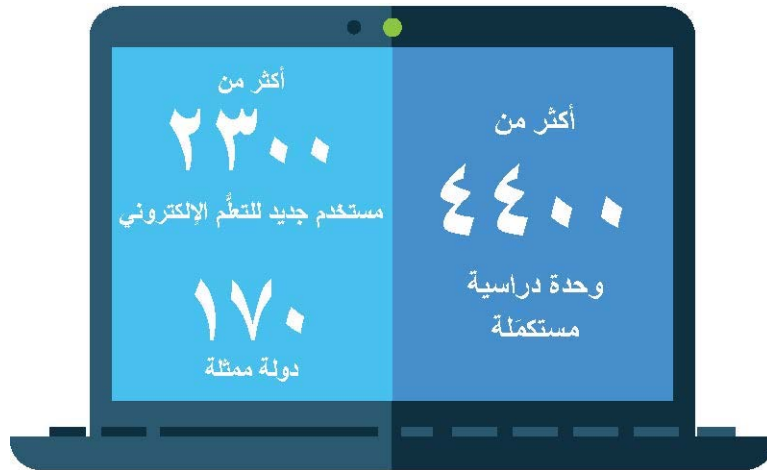 أكثر من
٤٤٠٠
وحدة دراسية
مستكمَلة
أكثر من
٢٣٠٠
مستخدم جديد للتعلُّم الإلكتروني
١٧٠
دولة ممثلة